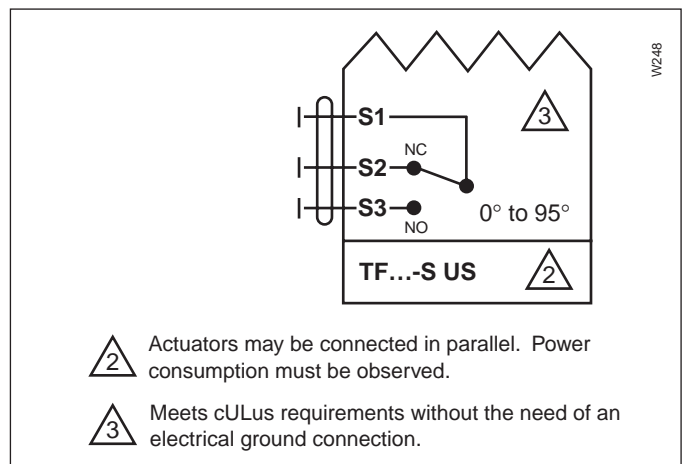 W248
S1
3
NC
S2
S3
0° to 95°
NO
TF…-S US
2
2
Actuators may be connected in parallel.  Power
consumption must be observed.
3
Meets cULus requirements without the need of an
electrical ground connection.